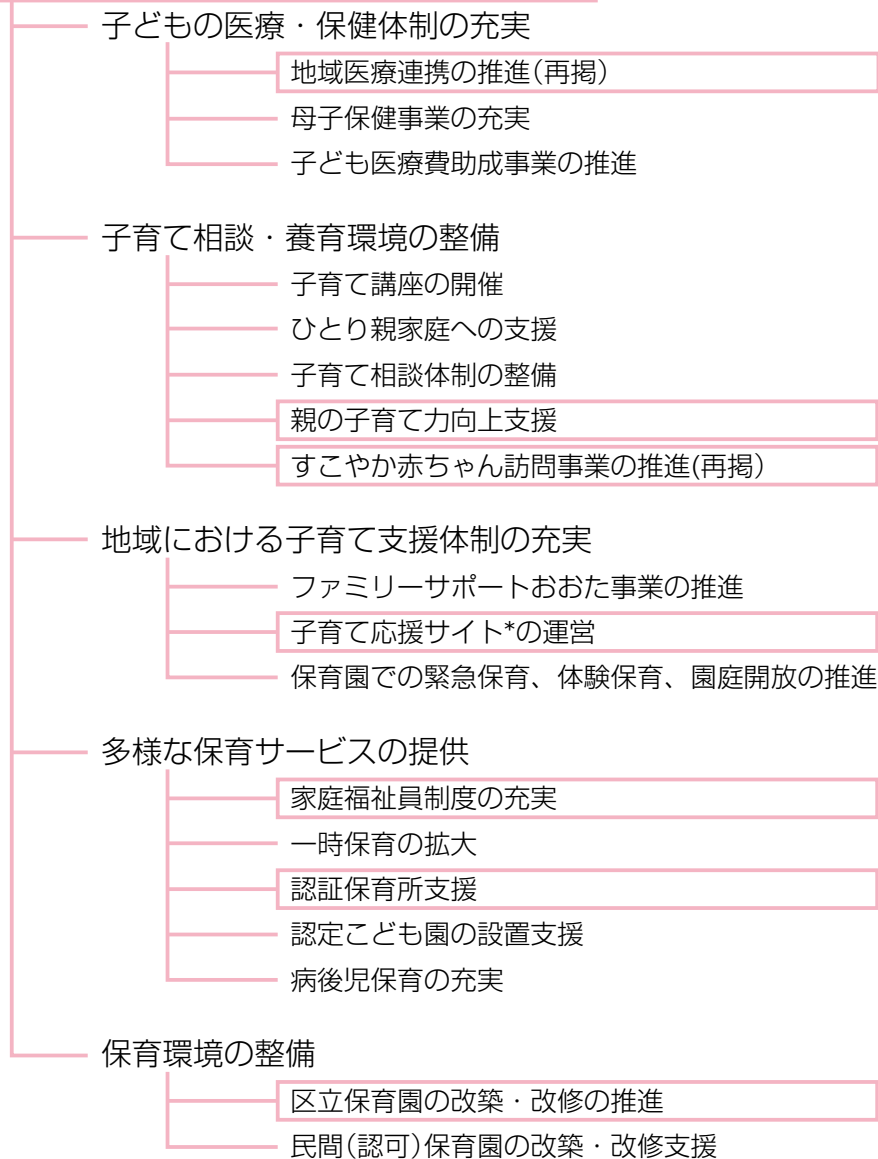 子どもの医療・保健体制の充実
地域医療連携の推進(再掲)
母子保健事業の充実
子ども医療費助成事業の推進
子育て相談・養育環境の整備
子育て講座の開催
ひとり親家庭への支援
子育て相談体制の整備
親の子育て力向上支援
すこやか赤ちゃん訪問事業の推進(再掲)
地域における子育て支援体制の充実
ファミリーサポートおおた事業の推進
子育て応援サイト*の運営
保育園での緊急保育、体験保育、園庭開放の推進
多様な保育サービスの提供
家庭福祉員制度の充実
一時保育の拡大
認証保育所支援
認定こども園の設置支援
病後児保育の充実
保育環境の整備
区立保育園の改築・改修の推進
民間(認可)保育園の改築・改修支援